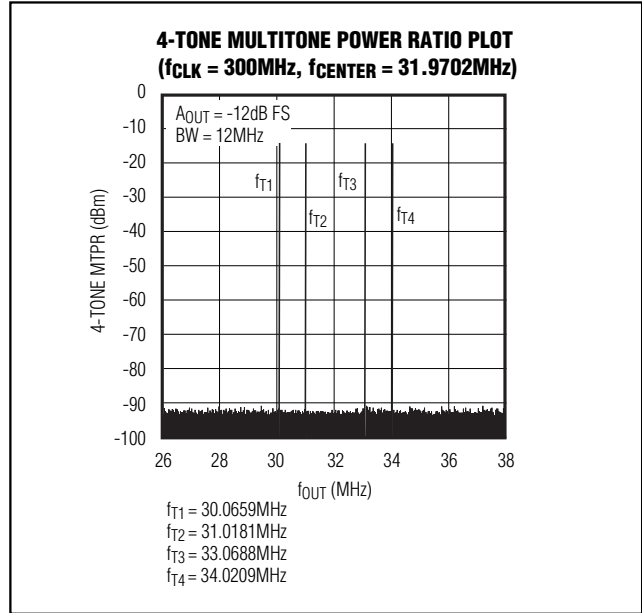 4-TONE MULTITONE POWER RATIO PLOT
(fCLK = 300MHz, fCENTER = 31.9702MHz)
AOUT = -12dB FS
BW = 12MHz
fT1
fT2
fT3
fT4
4-TONE MTPR (dBm)
0
-10
-20
-30
-40
-50
-60
-70
-80
-90
-100
26 28 30 32 34 36 38
fOUT (MHz)
fT1 = 30.0659MHz
fT2 = 31.0181MHz
fT3 = 33.0688MHz
fT4 = 34.0209MHz